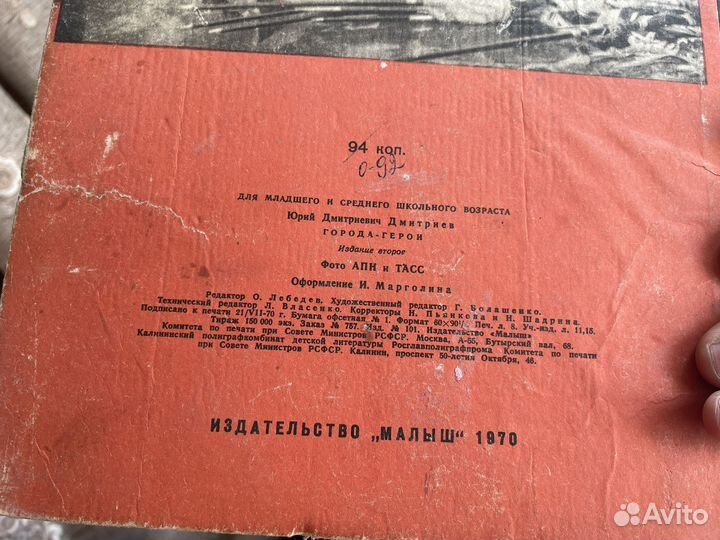 94 коп.
0-92
ДЛЯ МЛАДШЕГО И СРЕДНЕГО ШКОЛЬНОГО ВОЗРАСТА
Юрий Дмитриевич Дмитриев
ГОРОДА-ГЕРОИ
Издание второе
Фото АПН и ТАСС
Оформление И. Марголина
Редактор О. Лебедев. Художественный редактор Г. Болашенко.
Технический редактор Л. Власенко. Корректоры Н. Пьянкова и Н. Шадрина.
Подписано к печати 21/VII-70 г. Бумага офсетная № 1. Формат 60×90¹/₈ Печ. л. 8. Уч.-изд. л. 11,15.
Тираж 150 000 экз. Заказ № 787. Изд. № 101. Издательство «Малыш»
Комитета по печати при Совете Министров РСФСР. Москва, А-55, Бутырский вал, 68.
Калининский полиграфкомбинат детской литературы Росглавполиграфпрома Комитета по печати
при Совете Министров РСФСР. Калинин, проспект 50-летия Октября, 46.
ИЗДАТЕЛЬСТВО „МАЛЫШ“ 1970
Avito